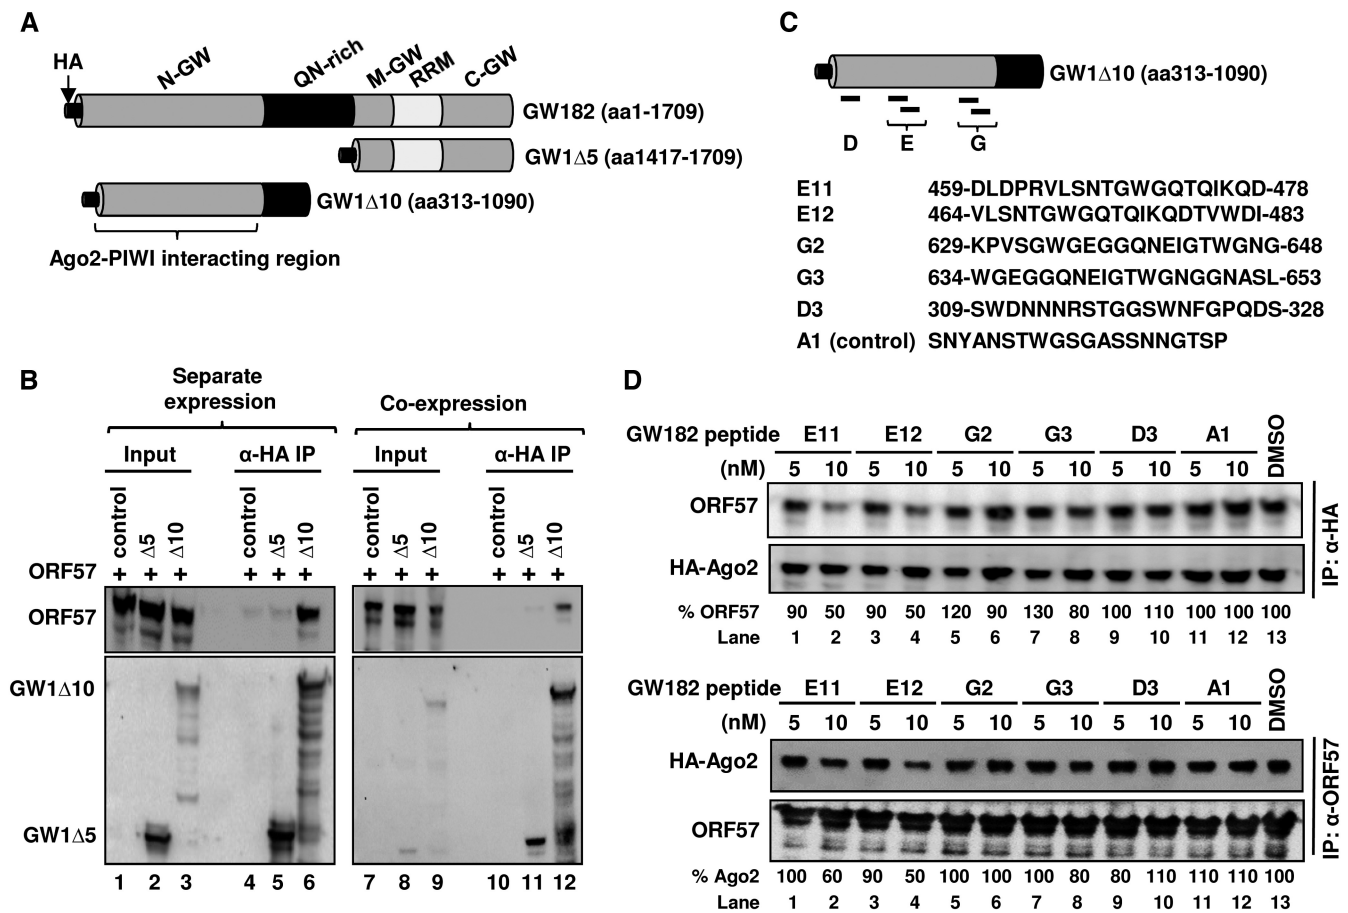 A
HA
N-GW
QN-rich
M-GW
RRM
C-GW
GW182 (aa1-1709)
GW1Δ5 (aa1417-1709)
GW1Δ10 (aa313-1090)
Ago2-PIWI interacting region
C
GW1Δ10 (aa313-1090)
D E G
E11 459-DLDPRVLSNTGWGQTQIKQD-478
E12 464-VLSNTGWGQTQIKQDTVWDI-483
G2 629-KPVSGWGEGGQNEIGTWGNG-648
G3 634-WGEGGQNEIGTWGNGGNASL-653
D3 309-SWDNNNRSTGGSWNFGPQDS-328
A1 (control) SNYANSTWGSGASSNNGTSP
B
Separate expression
Co-expression
Input α-HA IP Input α-HA IP
control Δ5 Δ10 control Δ5 Δ10 control Δ5 Δ10 control Δ5 Δ10
ORF57 + + + + + + + + + + + +
ORF57
GW1Δ10
GW1Δ5
1 2 3 4 5 6 7 8 9 10 11 12
D
GW182 peptide E11 E12 G2 G3 D3 A1 DMSO
(nM) 5 10 5 10 5 10 5 10 5 10 5 10
ORF57
HA-Ago2
IP: α-HA
% ORF57 90 50 90 50 120 90 130 80 100 110 100 100 100
Lane 1 2 3 4 5 6 7 8 9 10 11 12 13
GW182 peptide E11 E12 G2 G3 D3 A1 DMSO
(nM) 5 10 5 10 5 10 5 10 5 10 5 10
HA-Ago2
ORF57
IP: α-ORF57
% Ago2 100 60 90 50 100 100 100 80 80 110 110 110 100
Lane 1 2 3 4 5 6 7 8 9 10 11 12 13